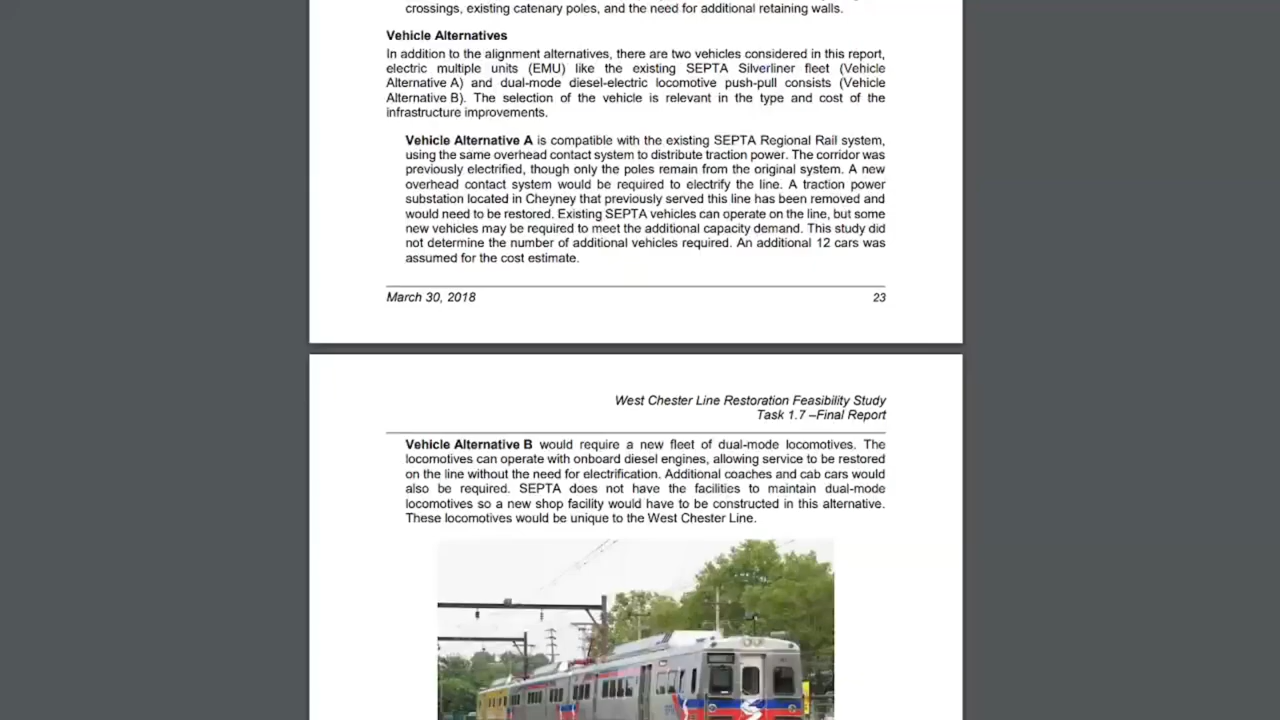 crossings, existing catenary poles, and the need for additional retaining walls.
Vehicle Alternatives
In addition to the alignment alternatives, there are two vehicles considered in this report,
electric multiple units (EMU) like the existing SEPTA Silverliner fleet (Vehicle
Alternative A) and dual-mode diesel-electric locomotive push-pull consists (Vehicle
Alternative B). The selection of the vehicle is relevant in the type and cost of the
infrastructure improvements.
Vehicle Alternative A is compatible with the existing SEPTA Regional Rail system,
using the same overhead contact system to distribute traction power. The corridor was
previously electrified, though only the poles remain from the original system. A new
overhead contact system would be required to electrify the line. A traction power
substation located in Cheyney that previously served this line has been removed and
would need to be restored. Existing SEPTA vehicles can operate on the line, but some
new vehicles may be required to meet the additional capacity demand. This study did
not determine the number of additional vehicles required. An additional 12 cars was
assumed for the cost estimate.
March 30, 2018 23
West Chester Line Restoration Feasibility Study
Task 1.7 –Final Report
Vehicle Alternative B would require a new fleet of dual-mode locomotives. The
locomotives can operate with onboard diesel engines, allowing service to be restored
on the line without the need for electrification. Additional coaches and cab cars would
also be required. SEPTA does not have the facilities to maintain dual-mode
locomotives so a new shop facility would have to be constructed in this alternative.
These locomotives would be unique to the West Chester Line.